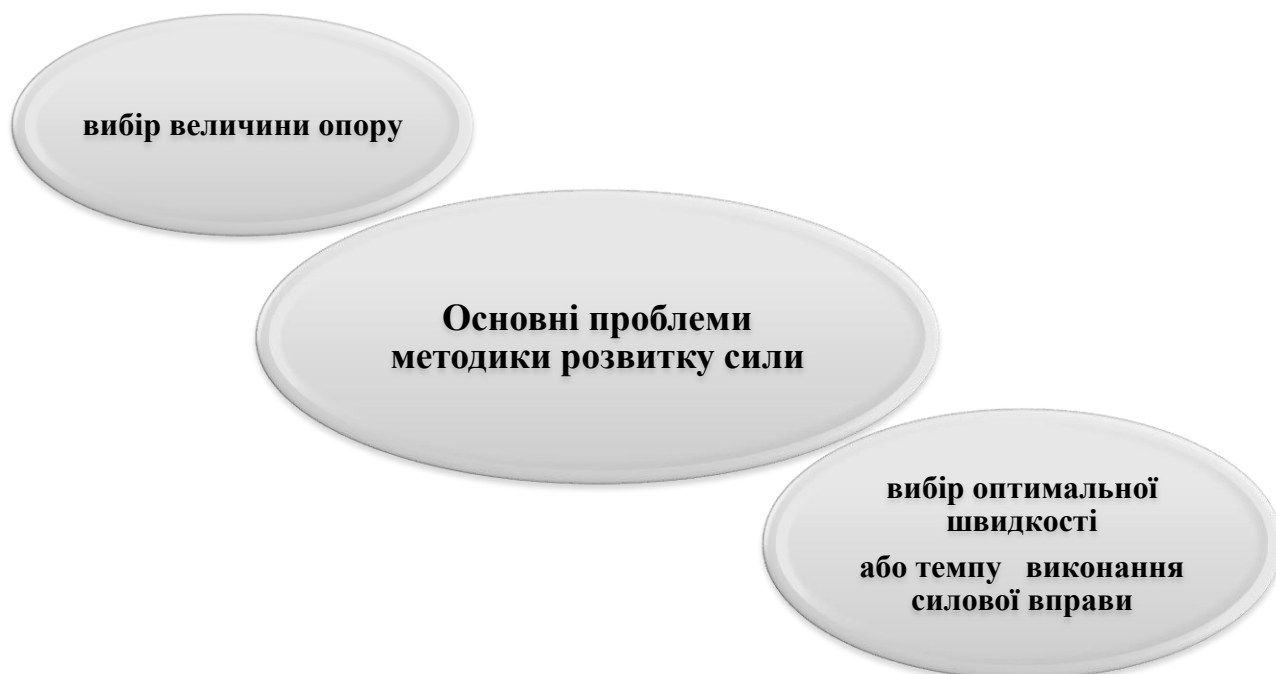 вибір величини опору
Основні проблеми
методики розвитку сили
вибір оптимальної
швидкості
або темпу виконання
силової вправи